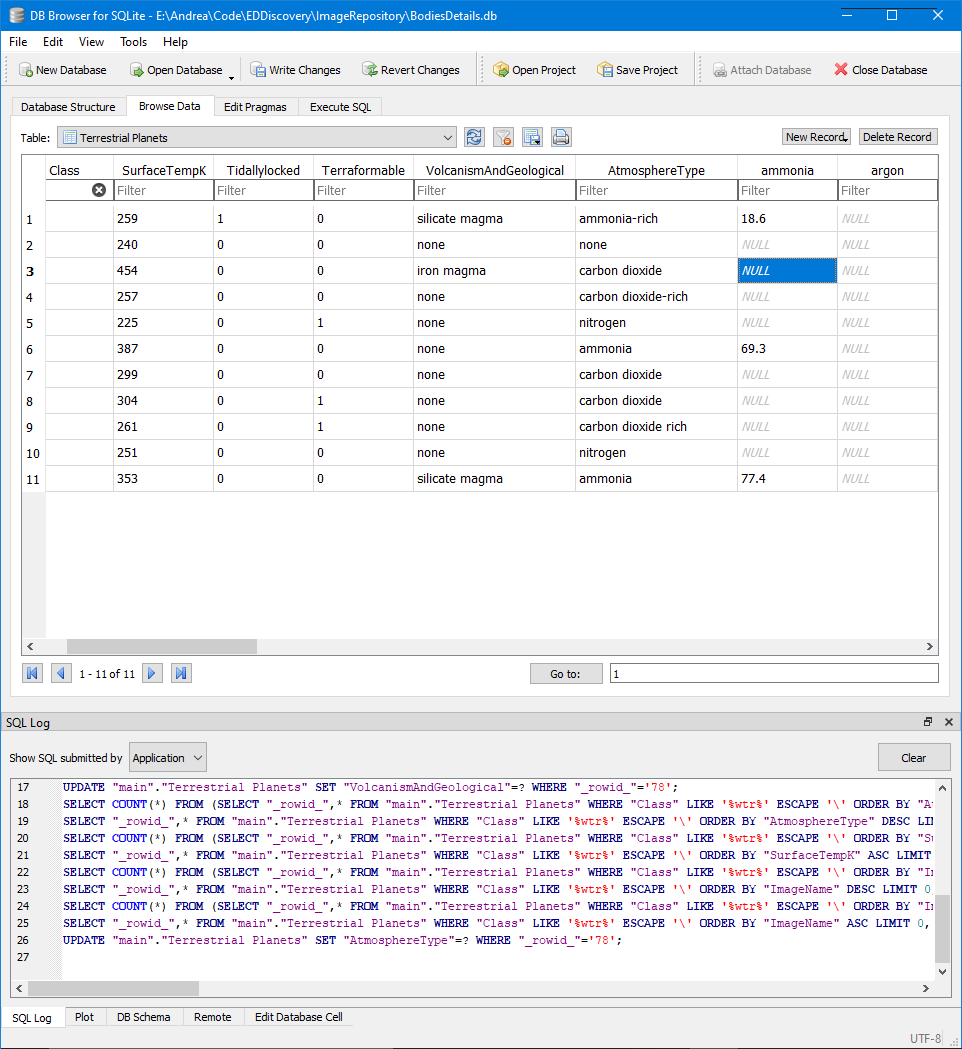 DB Browser for SQLite - E:\Andrea\Code\EDDiscovery\ImageRepository\BodiesDetails.db
File Edit View Tools Help
New Database Open Database Write Changes Revert Changes Open Project Save Project Attach Database Close Database
Database Structure Browse Data Edit Pragmas Execute SQL
Table: Terrestrial Planets New Record Delete Record
Class SurfaceTempK Tidallylocked Terraformable VolcanismAndGeological AtmosphereType ammonia argon
Filter Filter Filter Filter Filter Filter Filter
1 259 1 0 silicate magma ammonia-rich 18.6 NULL
2 240 0 0 none none NULL NULL
3 454 0 0 iron magma carbon dioxide NULL NULL
4 257 0 0 none carbon dioxide-rich NULL NULL
5 225 0 1 none nitrogen NULL NULL
6 387 0 0 none ammonia 69.3 NULL
7 299 0 0 none carbon dioxide NULL NULL
8 304 0 1 none carbon dioxide NULL NULL
9 261 0 1 none carbon dioxide rich NULL NULL
10 251 0 0 none nitrogen NULL NULL
11 353 0 0 silicate magma ammonia 77.4 NULL
1 - 11 of 11 Go to: 1
SQL Log
Show SQL submitted by Application Clear
17 UPDATE "main"."Terrestrial Planets" SET "VolcanismAndGeological"=? WHERE "_rowid_"='78';
18 SELECT COUNT(*) FROM (SELECT "_rowid_",* FROM "main"."Terrestrial Planets" WHERE "Class" LIKE '%wtr%' ESCAPE '\' ORDER BY "A
19 SELECT "_rowid_",* FROM "main"."Terrestrial Planets" WHERE "Class" LIKE '%wtr%' ESCAPE '\' ORDER BY "AtmosphereType" DESC LI
20 SELECT COUNT(*) FROM (SELECT "_rowid_",* FROM "main"."Terrestrial Planets" WHERE "Class" LIKE '%wtr%' ESCAPE '\' ORDER BY "Su
21 SELECT "_rowid_",* FROM "main"."Terrestrial Planets" WHERE "Class" LIKE '%wtr%' ESCAPE '\' ORDER BY "SurfaceTempK" ASC LIMIT
22 SELECT COUNT(*) FROM (SELECT "_rowid_",* FROM "main"."Terrestrial Planets" WHERE "Class" LIKE '%wtr%' ESCAPE '\' ORDER BY "I
23 SELECT "_rowid_",* FROM "main"."Terrestrial Planets" WHERE "Class" LIKE '%wtr%' ESCAPE '\' ORDER BY "ImageName" DESC LIMIT 0,
24 SELECT COUNT(*) FROM (SELECT "_rowid_",* FROM "main"."Terrestrial Planets" WHERE "Class" LIKE '%wtr%' ESCAPE '\' ORDER BY "I
25 SELECT "_rowid_",* FROM "main"."Terrestrial Planets" WHERE "Class" LIKE '%wtr%' ESCAPE '\' ORDER BY "ImageName" ASC LIMIT 0,
26 UPDATE "main"."Terrestrial Planets" SET "AtmosphereType"=? WHERE "_rowid_"='78';
27
SQL Log Plot DB Schema Remote Edit Database Cell
UTF-8